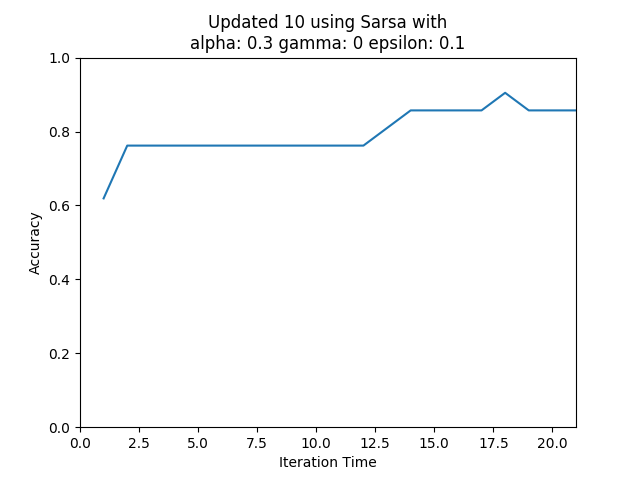 Updated 10 using Sarsa with
alpha: 0.3 gamma: 0 epsilon: 0.1
1.0
0.8
0.6
0.4
0.2
0.0
Accuracy
0.0 2.5 5.0 7.5 10.0 12.5 15.0 17.5 20.0
Iteration Time